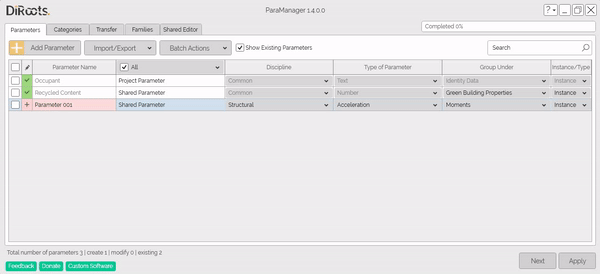 DiRoots.
ParaManager 1.4.0.0
?
Completed 0%
Parameters Categories Transfer Families Shared Editor
Add Parameter Import/Export Batch Actions Show Existing Parameters Search
Parameter Name All Discipline Type of Parameter Group Under Instance/Type
Occupant Project Parameter Common Text Identity Data Instance
Recycled Content Shared Parameter Common Number Green Building Properties Instance
Parameter 001 Shared Parameter Structural Acceleration Moments Instance
Total number of parameters 3 | create 1 | modify 0 | existing 2
Feedback Donate Custom Software Next Apply